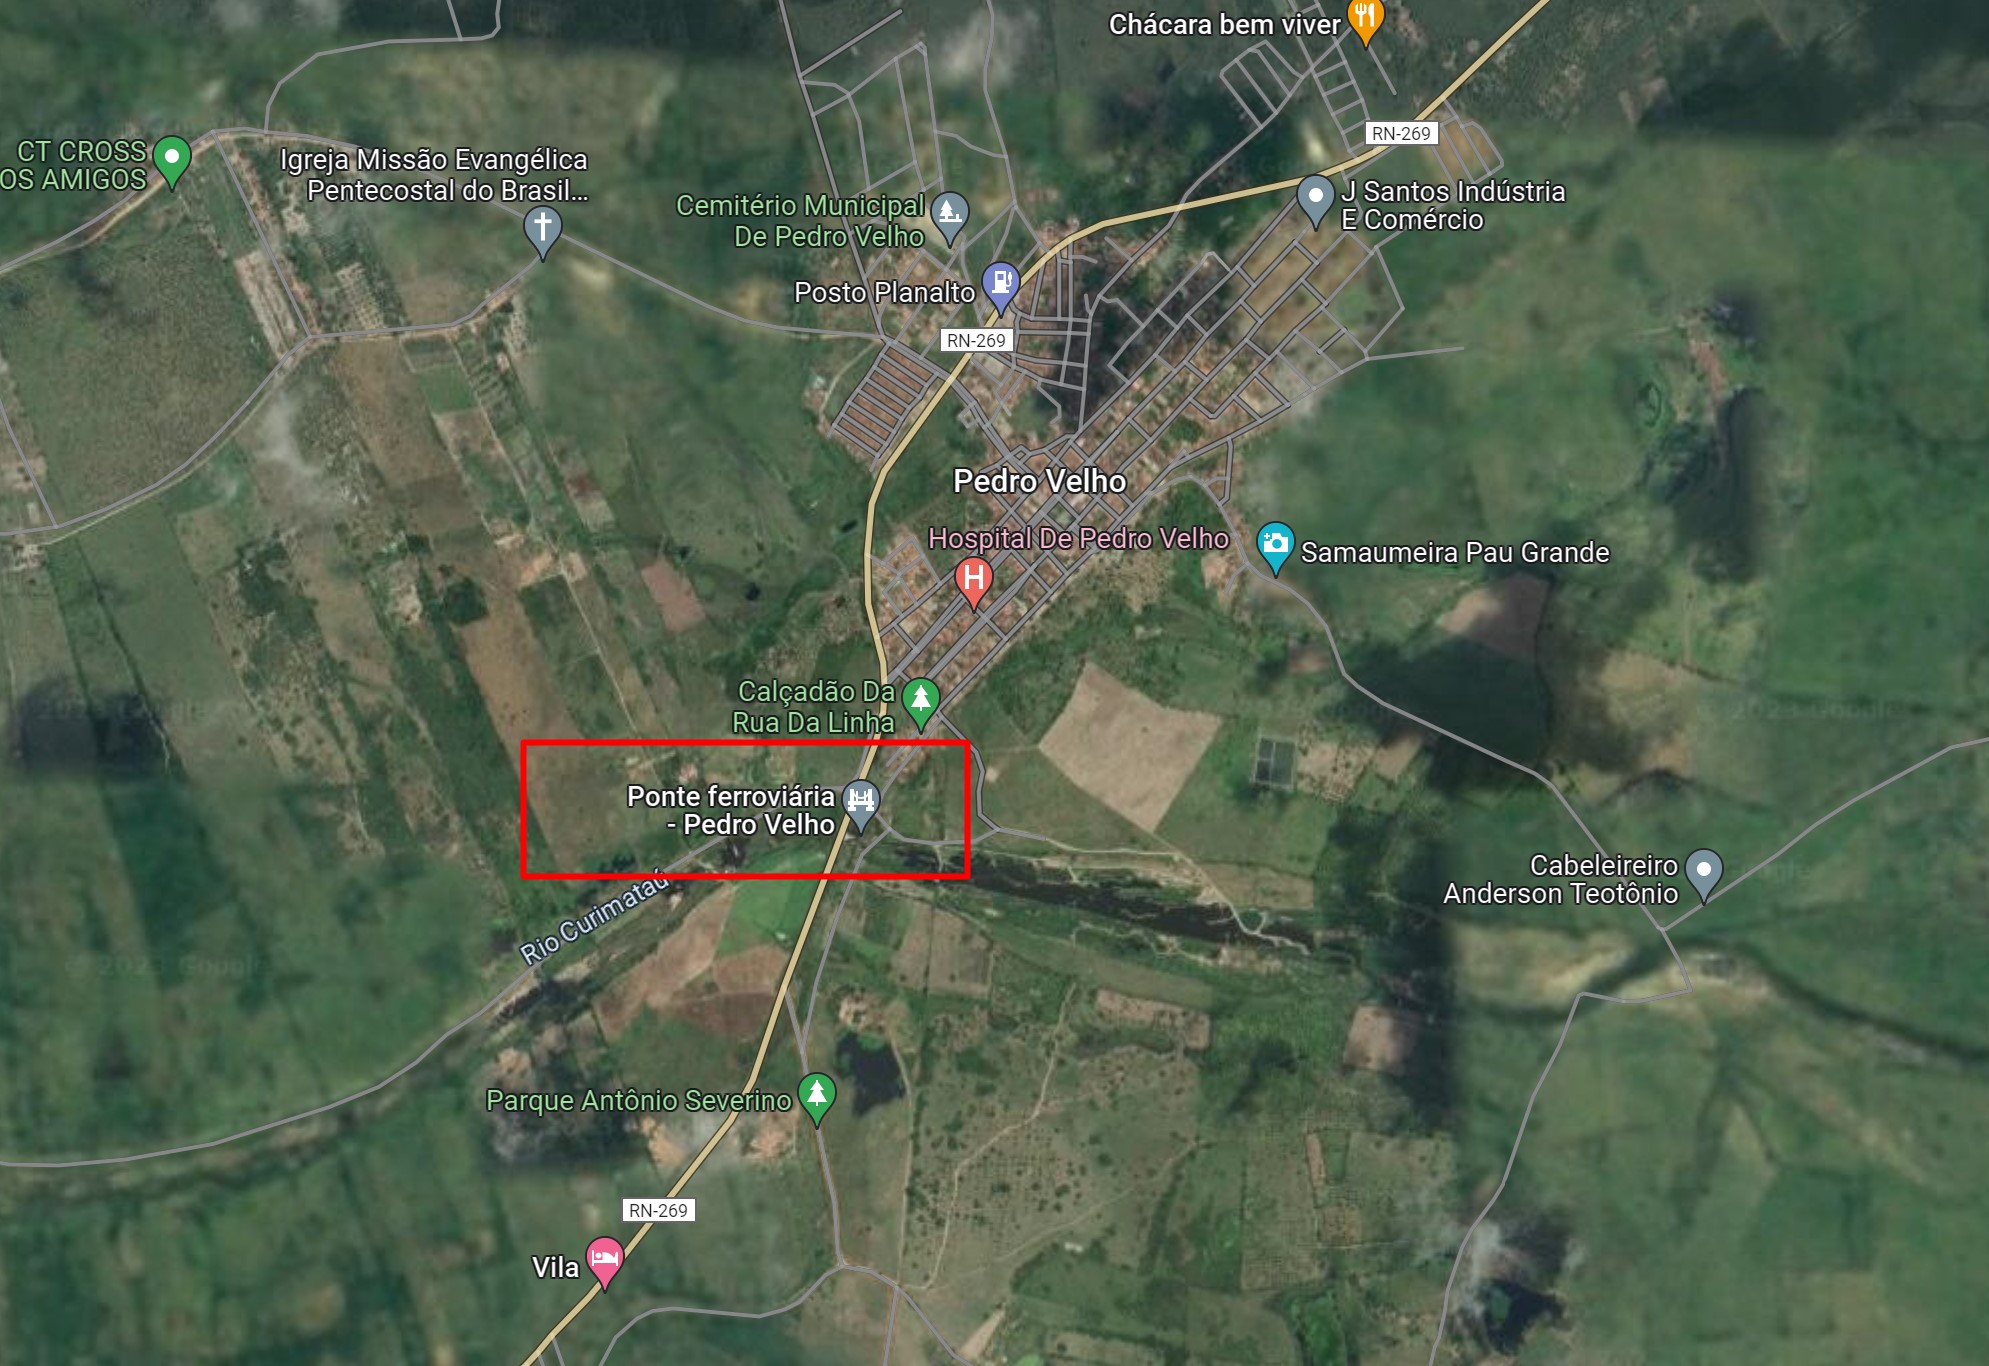 Chácara bem viver
RN-269
CT CROSS
OS AMIGOS
Igreja Missão Evangélica
Pentecostal do Brasil...
J Santos Indústria
E Comércio
Cemitério Municipal
De Pedro Velho
Posto Planalto
RN-269
Pedro Velho
Hospital De Pedro Velho
Samaumeira Pau Grande
Calçadão Da
Rua Da Linha
Ponte ferroviária
- Pedro Velho
Rio Curimataú
Cabeleireiro
Anderson Teotônio
Parque Antônio Severino
RN-269
Vila